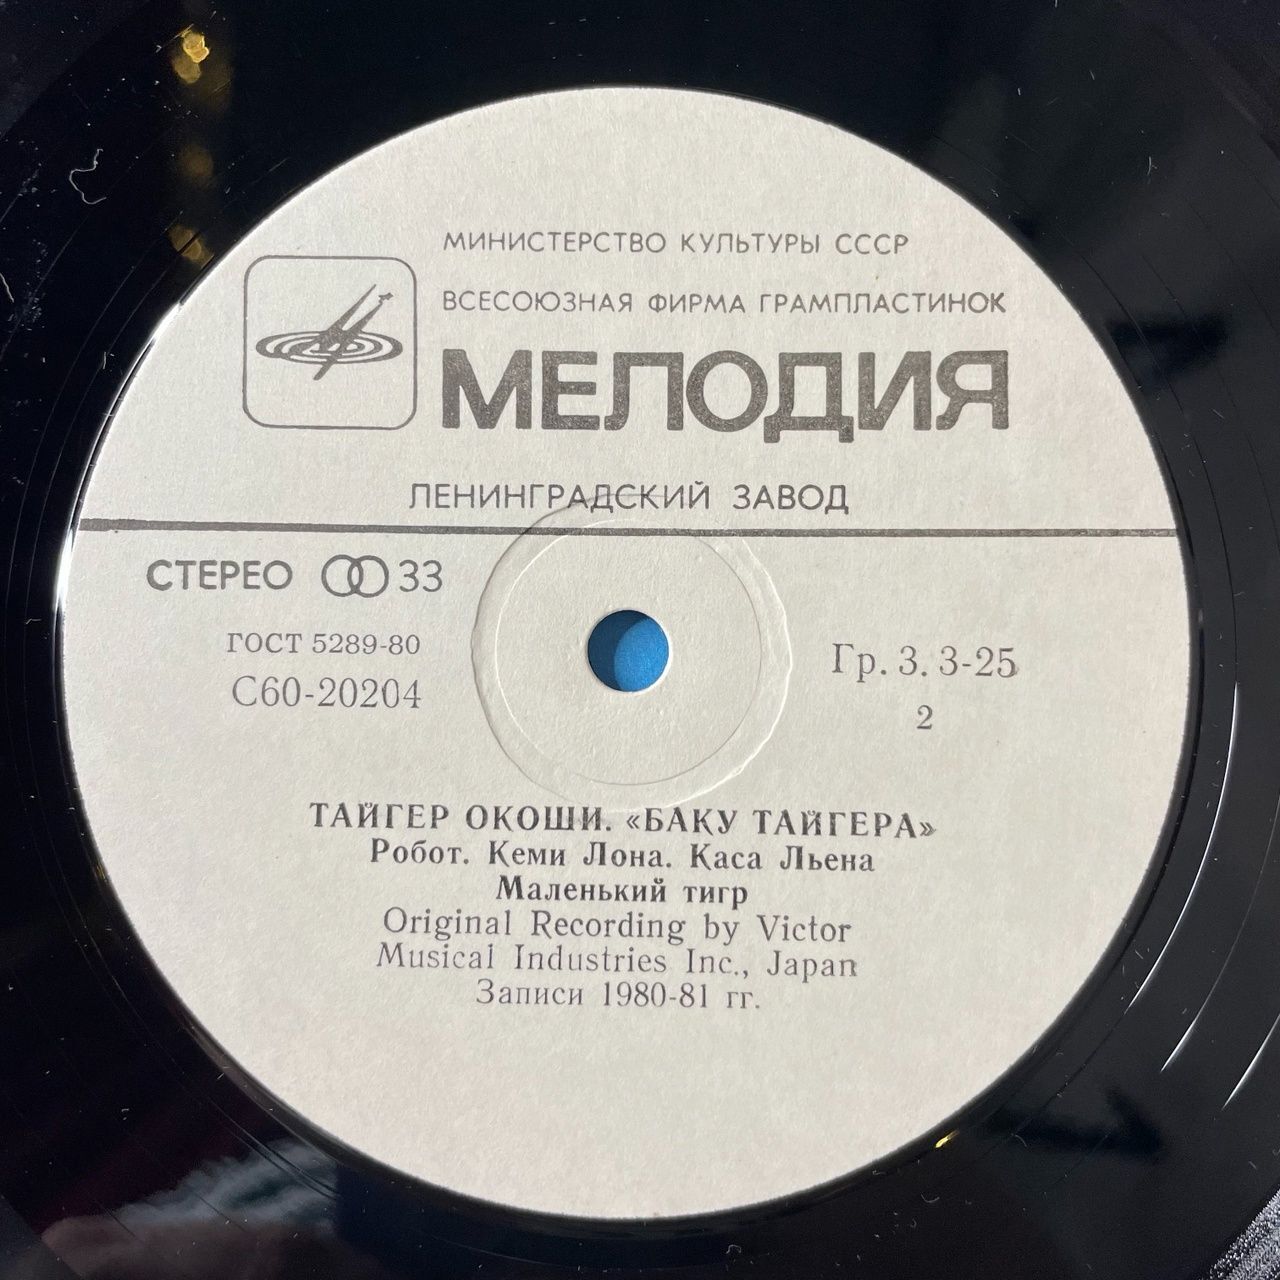 МИНИСТЕРСТВО КУЛЬТУРЫ СССР
ВСЕСОЮЗНАЯ ФИРМА ГРАМПЛАСТИНОК
МЕЛОДИЯ
ЛЕНИНГРАДСКИЙ ЗАВОД
СТЕРЕО 33
ГОСТ 5289-80
С60-20204
Гр. 3. 3-25
2
ТАЙГЕР ОКОШИ. «БАКУ ТАЙГЕРА»
Робот. Кеми Лона. Каса Льена
Маленький тигр
Original Recording by Victor
Musical Industries Inc., Japan
Записи 1980-81 гг.